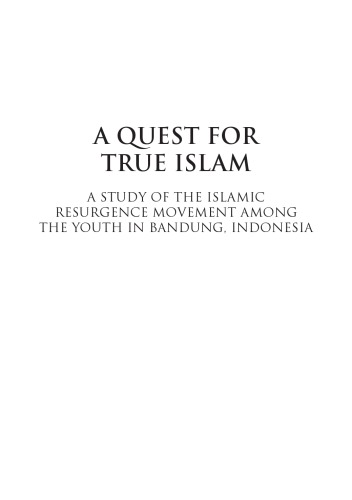 A QUEST FOR
TRUE ISLAM
A STUDY OF THE ISLAMIC
RESURGENCE MOVEMENT AMONG
THE YOUTH IN BANDUNG, INDONESIA